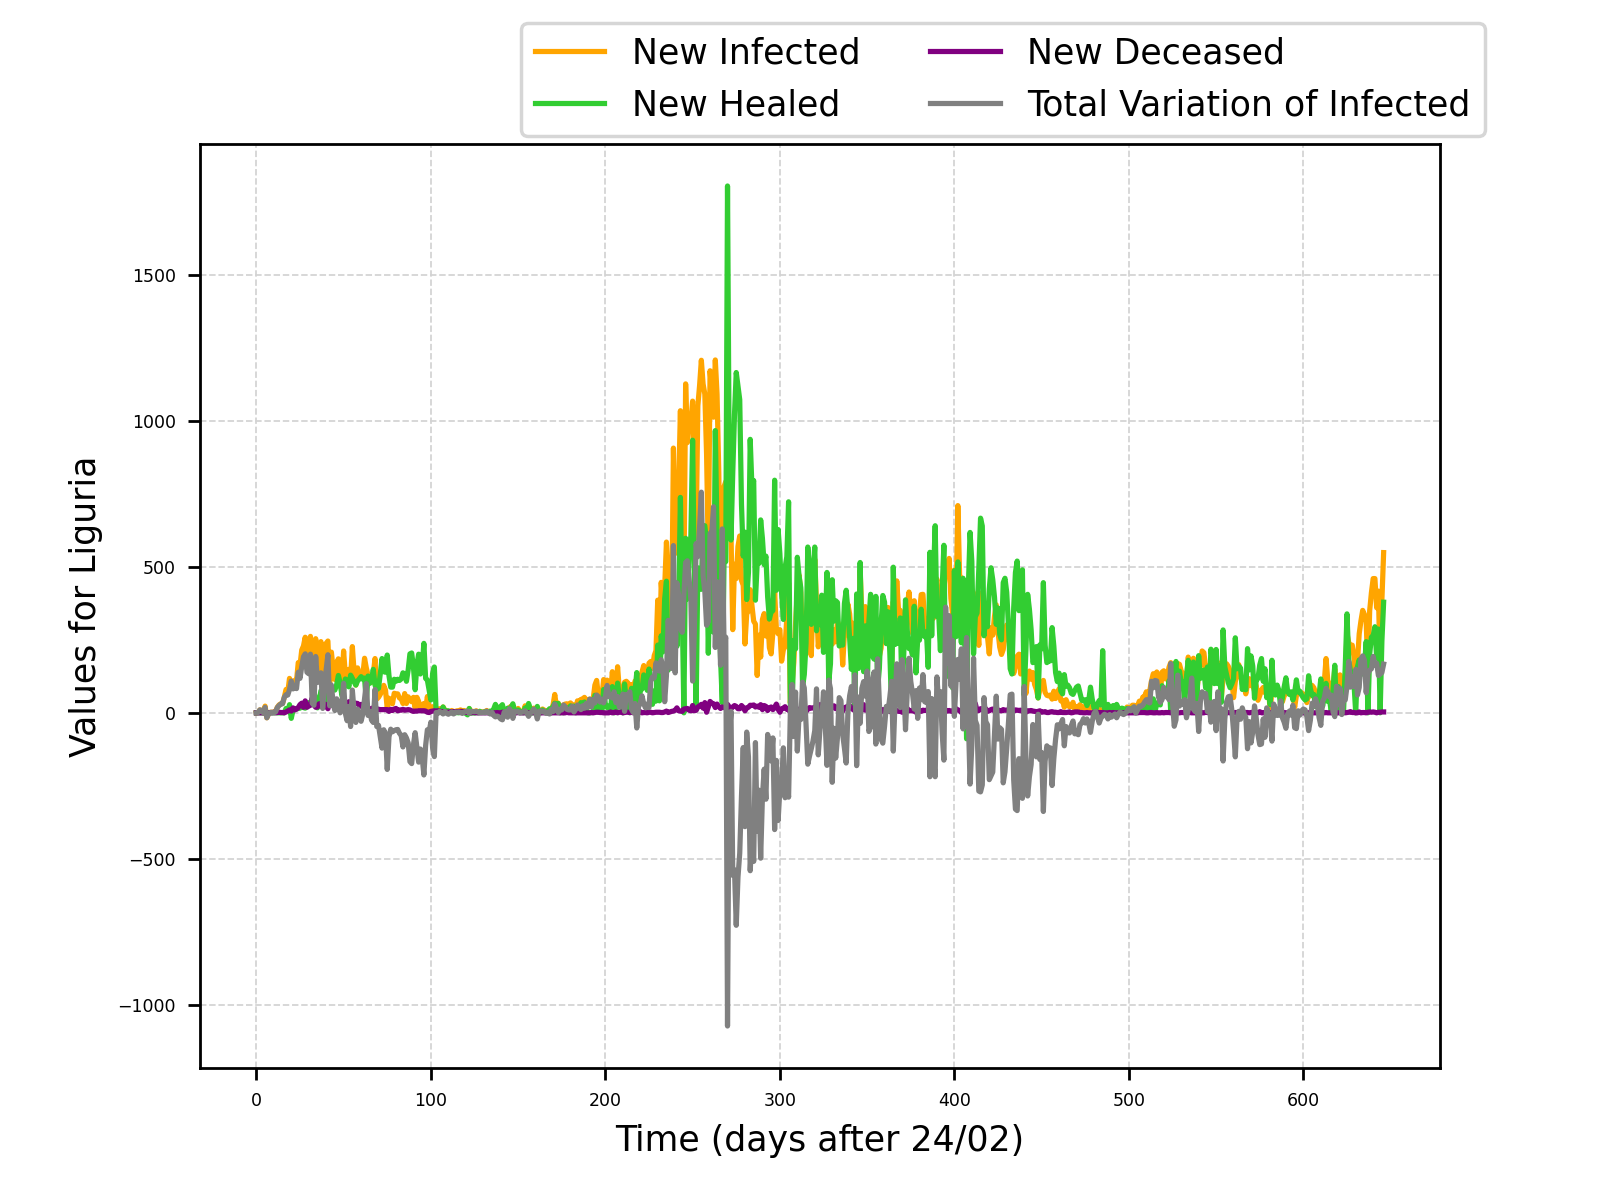 New Infected
New Healed
New Deceased
Total Variation of Infected
Values for Liguria
1500
1000
500
0
−500
−1000
0 100 200 300 400 500 600
Time (days after 24/02)